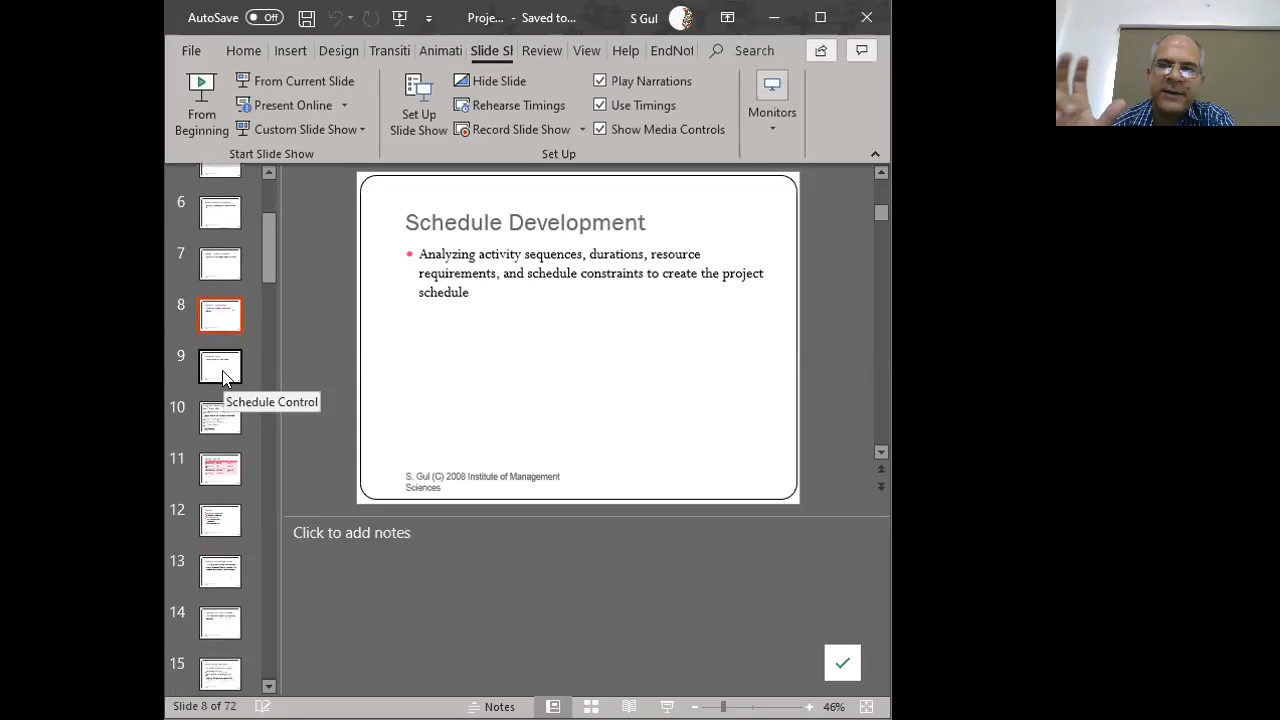 AutoSave Off Proje... - Saved to... S Gul
File Home Insert Design Transiti Animati Slide Sl Review View Help EndNot Search
From Beginning
From Current Slide
Present Online
Custom Slide Show
Start Slide Show
Set Up Slide Show
Hide Slide
Rehearse Timings
Record Slide Show
Play Narrations
Use Timings
Show Media Controls
Set Up
Monitors
6
7
8
9
Schedule Control
10
11
12
13
14
15
Schedule Development
Analyzing activity sequences, durations, resource
requirements, and schedule constraints to create the project
schedule
S. Gul (C) 2008 Institute of Management
Sciences
Click to add notes
Slide 8 of 72 Notes 46%